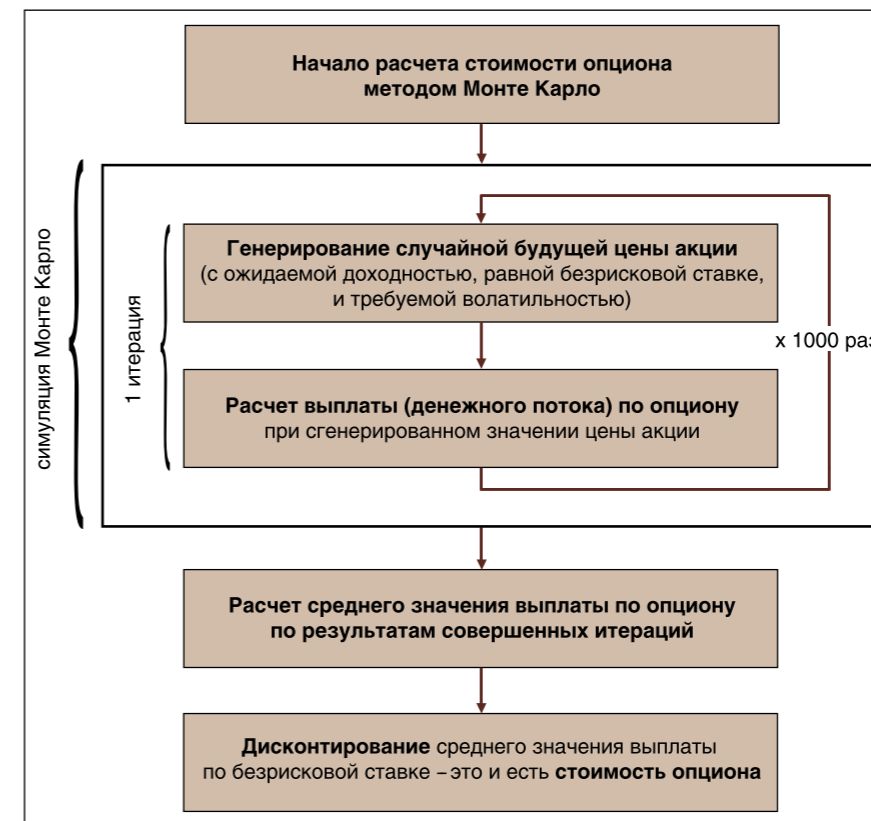 Начало расчета стоимости опциона
методом Монте Карло
симуляция Монте Карло
1 итерация
Генерирование случайной будущей цены акции
(с ожидаемой доходностью, равной безрисковой ставке,
и требуемой волатильностью)
x 1000 раз
Расчет выплаты (денежного потока) по опциону
при сгенерированном значении цены акции
Расчет среднего значения выплаты по опциону
по результатам совершенных итераций
Дисконтирование среднего значения выплаты
по безрисковой ставке – это и есть стоимость опциона